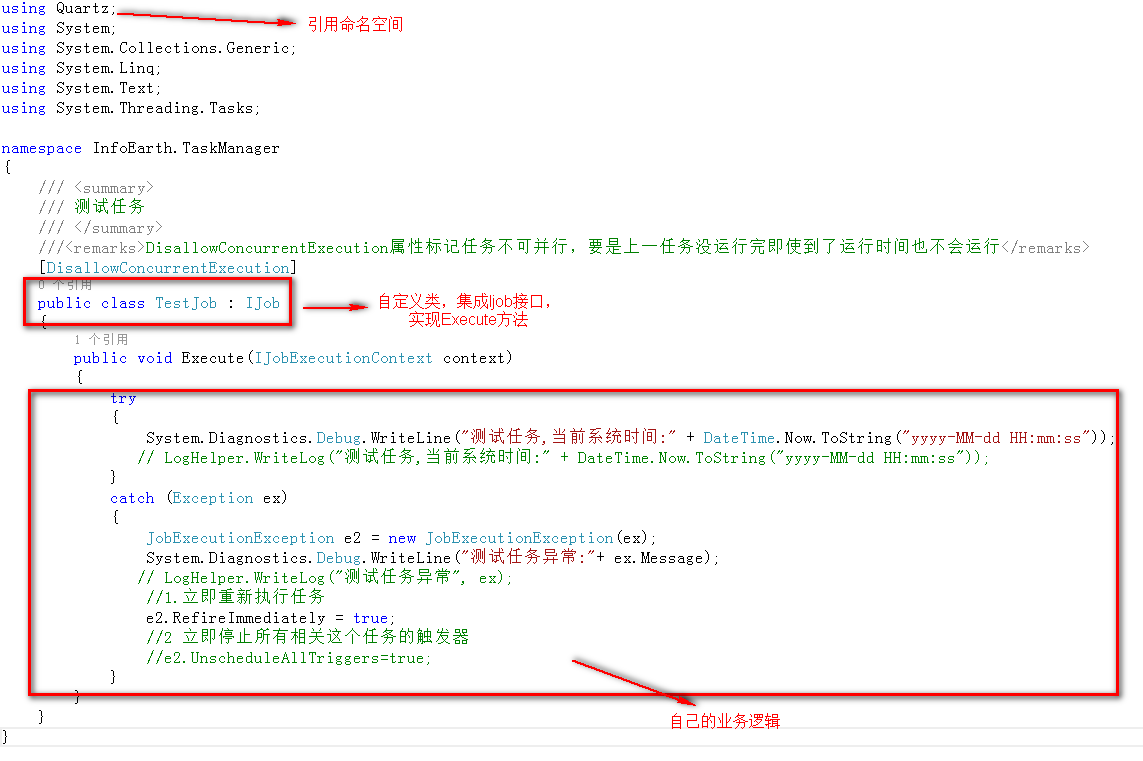 using Quartz;
引用命名空间
using System;
using System.Collections.Generic;
using System.Linq;
using System.Text;
using System.Threading.Tasks;
namespace InfoEarth.TaskManager
{
/// <summary>
/// 测试任务
/// </summary>
///<remarks>DisallowConcurrentExecution属性标记任务不可并行，要是上一任务没运行完即使到了运行时间也不会运行</remarks>
[DisallowConcurrentExecution]
0 个引用
public class TestJob : IJob
自定义类，集成Ijob接口，
实现Execute方法
{
1 个引用
public void Execute(IJobExecutionContext context)
{
try
{
System.Diagnostics.Debug.WriteLine("测试任务,当前系统时间:" + DateTime.Now.ToString("yyyy-MM-dd HH:mm:ss"));
// LogHelper.WriteLog("测试任务,当前系统时间:" + DateTime.Now.ToString("yyyy-MM-dd HH:mm:ss"));
}
catch (Exception ex)
{
JobExecutionException e2 = new JobExecutionException(ex);
System.Diagnostics.Debug.WriteLine("测试任务异常:"+ ex.Message);
// LogHelper.WriteLog("测试任务异常", ex);
//1.立即重新执行任务
e2.RefireImmediately = true;
//2 立即停止所有相关这个任务的触发器
//e2.UnscheduleAllTriggers=true;
}
}
自己的业务逻辑
}
}